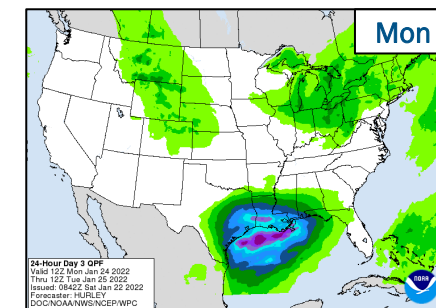 Mon
24-Hour Day 3 QPF
Valid 12Z Mon Jan 24 2022
Thru 12Z Tue Jan 25 2022
Issued: 0842Z Sat Jan 22 2022
Forecaster: HURLEY
DOC/NOAA/NWS/NCEP/WPC
NOAA